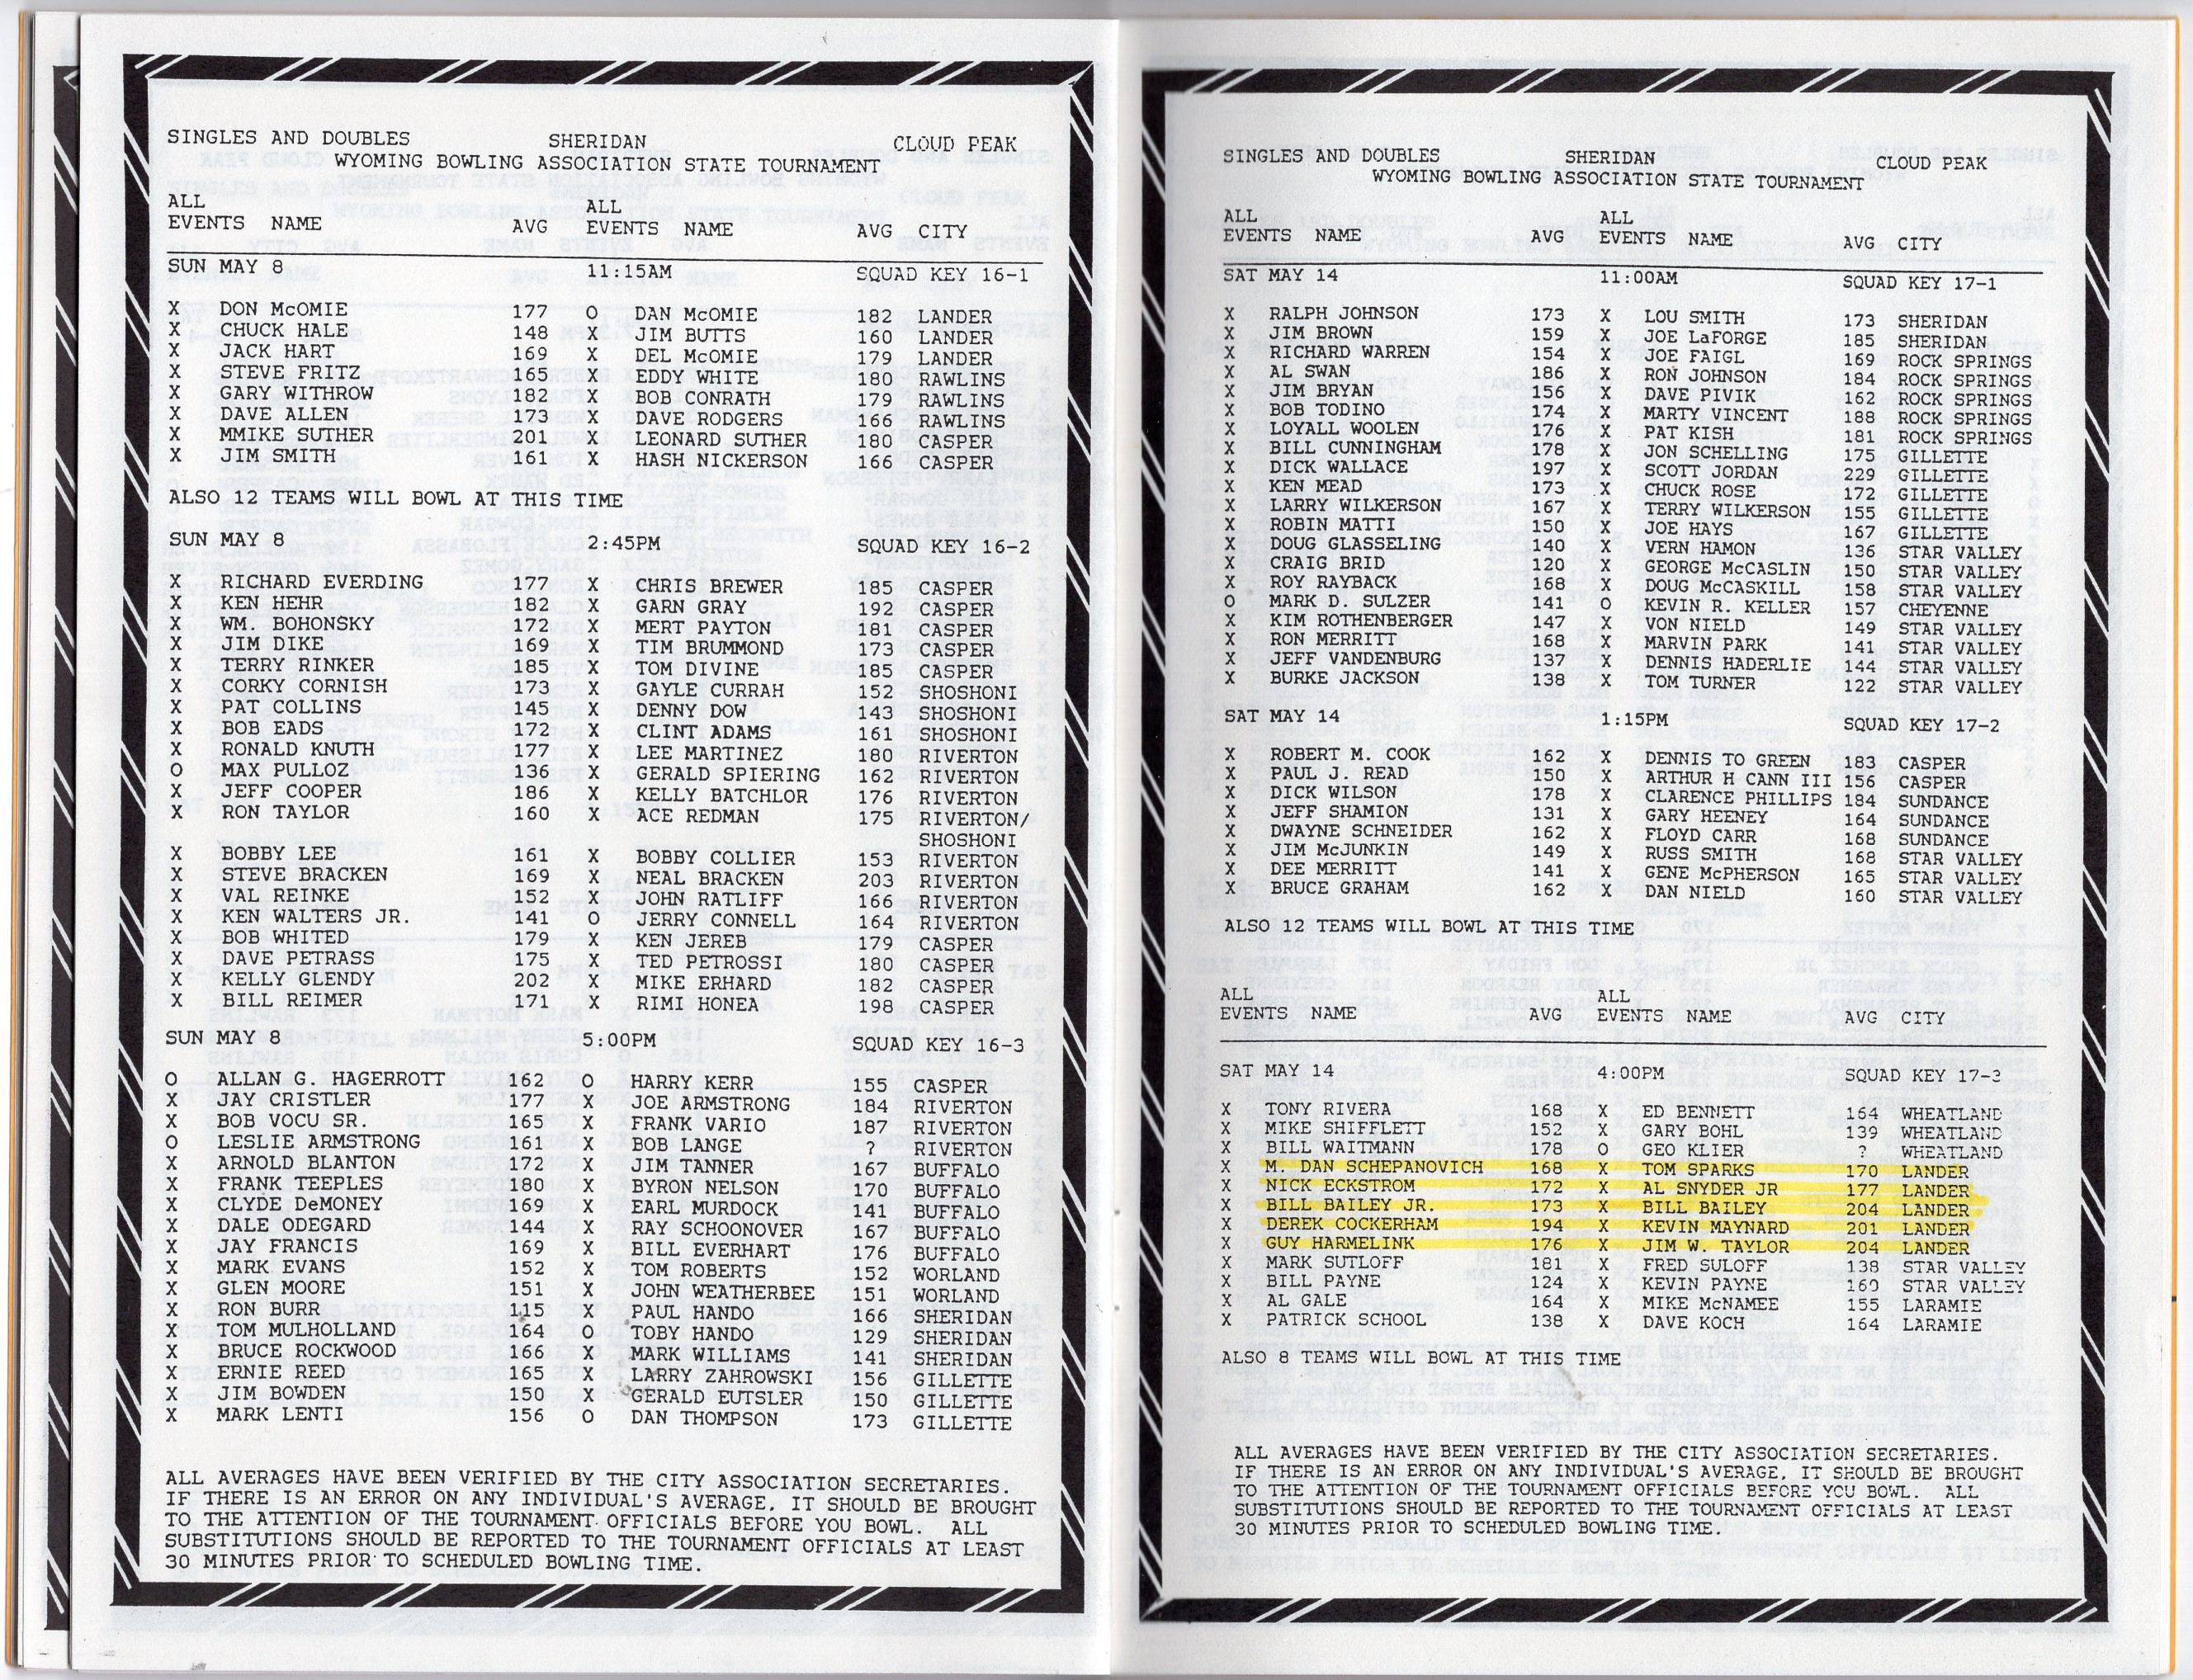 SINGLES AND DOUBLES SHERIDAN CLOUD PEAK
WYOMING BOWLING ASSOCIATION STATE TOURNAMENT
ALL ALL
EVENTS NAME AVG EVENTS NAME AVG CITY
SUN MAY 8 11:15AM SQUAD KEY 16-1
X DON McOMIE 177 O DAN McOMIE 182 LANDER
X CHUCK HALE 148 X JIM BUTTS 160 LANDER
X JACK HART 169 X DEL McOMIE 179 LANDER
X STEVE FRITZ 165 X EDDY WHITE 180 RAWLINS
X GARY WITHROW 182 X BOB CONRATH 179 RAWLINS
X DAVE ALLEN 173 X DAVE RODGERS 166 RAWLINS
X MMIKE SUTHER 201 X LEONARD SUTHER 180 CASPER
X JIM SMITH 161 X HASH NICKERSON 166 CASPER
ALSO 12 TEAMS WILL BOWL AT THIS TIME
SUN MAY 8 2:45PM SQUAD KEY 16-2
X RICHARD EVERDING 177 X CHRIS BREWER 185 CASPER
X KEN HEHR 182 X GARN GRAY 192 CASPER
X WM. BOHONSKY 172 X MERT PAYTON 181 CASPER
X JIM DIKE 169 X TIM BRUMMOND 173 CASPER
X TERRY RINKER 185 X TOM DIVINE 185 CASPER
X CORKY CORNISH 173 X GAYLE CURRAH 152 SHOSHONI
X PAT COLLINS 145 X DENNY DOW 143 SHOSHONI
X BOB EADS 172 X CLINT ADAMS 161 SHOSHONI
X RONALD KNUTH 177 X LEE MARTINEZ 180 RIVERTON
O MAX PULLOZ 136 X GERALD SPIERING 162 RIVERTON
X JEFF COOPER 186 X KELLY BATCHLOR 176 RIVERTON
X RON TAYLOR 160 X ACE REDMAN 175 RIVERTON/
SHOSHONI
X BOBBY LEE 161 X BOBBY COLLIER 153 RIVERTON
X STEVE BRACKEN 169 X NEAL BRACKEN 203 RIVERTON
X VAL REINKE 152 X JOHN RATLIFF 166 RIVERTON
X KEN WALTERS JR. 141 O JERRY CONNELL 164 RIVERTON
X BOB WHITED 179 X KEN JEREB 179 CASPER
X DAVE PETRASS 175 X TED PETROSSI 180 CASPER
X KELLY GLENDY 202 X MIKE ERHARD 182 CASPER
X BILL REIMER 171 X RIMI HONEA 198 CASPER
SUN MAY 8 5:00PM SQUAD KEY 16-3
O ALLAN G. HAGERROTT 162 O HARRY KERR 155 CASPER
X JAY CRISTLER 177 X JOE ARMSTRONG 184 RIVERTON
X BOB VOCU SR. 165 X FRANK VARIO 187 RIVERTON
O LESLIE ARMSTRONG 161 X BOB LANGE ? RIVERTON
X ARNOLD BLANTON 172 X JIM TANNER 167 BUFFALO
X FRANK TEEPLES 180 X BYRON NELSON 170 BUFFALO
X CLYDE DeMONEY 169 X EARL MURDOCK 141 BUFFALO
X DALE ODEGARD 144 X RAY SCHOONOVER 167 BUFFALO
X JAY FRANCIS 169 X BILL EVERHART 176 BUFFALO
X MARK EVANS 152 X TOM ROBERTS 152 WORLAND
X GLEN MOORE 151 X JOHN WEATHERBEE 151 WORLAND
X RON BURR 115 X PAUL HANDO 166 SHERIDAN
X TOM MULHOLLAND 164 O TOBY HANDO 129 SHERIDAN
X BRUCE ROCKWOOD 166 X MARK WILLIAMS 141 SHERIDAN
X ERNIE REED 165 X LARRY ZAHROWSKI 156 GILLETTE
X JIM BOWDEN 150 X GERALD EUTSLER 150 GILLETTE
X MARK LENTI 156 O DAN THOMPSON 173 GILLETTE
ALL AVERAGES HAVE BEEN VERIFIED BY THE CITY ASSOCIATION SECRETARIES.
IF THERE IS AN ERROR ON ANY INDIVIDUAL'S AVERAGE, IT SHOULD BE BROUGHT
TO THE ATTENTION OF THE TOURNAMENT OFFICIALS BEFORE YOU BOWL. ALL
SUBSTITUTIONS SHOULD BE REPORTED TO THE TOURNAMENT OFFICIALS AT LEAST
30 MINUTES PRIOR TO SCHEDULED BOWLING TIME.
SINGLES AND DOUBLES SHERIDAN CLOUD PEAK
WYOMING BOWLING ASSOCIATION STATE TOURNAMENT
ALL ALL
EVENTS NAME AVG EVENTS NAME AVG CITY
SAT MAY 14 11:00AM SQUAD KEY 17-1
X RALPH JOHNSON 173 X LOU SMITH 173 SHERIDAN
X JIM BROWN 159 X JOE LaFORGE 185 SHERIDAN
X RICHARD WARREN 154 X JOE FAIGL 169 ROCK SPRINGS
X AL SWAN 186 X RON JOHNSON 184 ROCK SPRINGS
X JIM BRYAN 156 X DAVE PIVIK 162 ROCK SPRINGS
X BOB TODINO 174 X MARTY VINCENT 188 ROCK SPRINGS
X LOYALL WOOLEN 176 X PAT KISH 181 ROCK SPRINGS
X BILL CUNNINGHAM 178 X JON SCHELLING 175 GILLETTE
X DICK WALLACE 197 X SCOTT JORDAN 229 GILLETTE
X KEN MEAD 173 X CHUCK ROSE 172 GILLETTE
X LARRY WILKERSON 167 X TERRY WILKERSON 155 GILLETTE
X ROBIN MATTI 150 X JOE HAYS 167 GILLETTE
X DOUG GLASSELING 140 X VERN HAMON 136 STAR VALLEY
X CRAIG BRID 120 X GEORGE McCASLIN 150 STAR VALLEY
X ROY RAYBACK 168 X DOUG McCASKILL 158 STAR VALLEY
O MARK D. SULZER 141 O KEVIN R. KELLER 157 CHEYENNE
X KIM ROTHENBERGER 147 X VON NIELD 149 STAR VALLEY
X RON MERRITT 168 X MARVIN PARK 141 STAR VALLEY
X JEFF VANDENBURG 137 X DENNIS HADERLIE 144 STAR VALLEY
X BURKE JACKSON 138 X TOM TURNER 122 STAR VALLEY
SAT MAY 14 1:15PM SQUAD KEY 17-2
X ROBERT M. COOK 162 X DENNIS TO GREEN 183 CASPER
X PAUL J. READ 150 X ARTHUR H CANN III 156 CASPER
X DICK WILSON 178 X CLARENCE PHILLIPS 184 SUNDANCE
X JEFF SHAMION 131 X GARY HEENEY 164 SUNDANCE
X DWAYNE SCHNEIDER 162 X FLOYD CARR 168 SUNDANCE
X JIM McJUNKIN 149 X RUSS SMITH 168 STAR VALLEY
X DEE MERRITT 141 X GENE McPHERSON 165 STAR VALLEY
X BRUCE GRAHAM 162 X DAN NIELD 160 STAR VALLEY
ALSO 12 TEAMS WILL BOWL AT THIS TIME
ALL ALL
EVENTS NAME AVG EVENTS NAME AVG CITY
SAT MAY 14 4:00PM SQUAD KEY 17-3
X TONY RIVERA 168 X ED BENNETT 164 WHEATLAND
X MIKE SHIFFLETT 152 X GARY BOHL 139 WHEATLAND
X BILL WAITMANN 178 O GEO KLIER ? WHEATLAND
X M. DAN SCHEPANOVICH 168 X TOM SPARKS 170 LANDER
X NICK ECKSTROM 172 X AL SNYDER JR 177 LANDER
X BILL BAILEY JR. 173 X BILL BAILEY 204 LANDER
X DEREK COCKERHAM 194 X KEVIN MAYNARD 201 LANDER
X GUY HARMELINK 176 X JIM W. TAYLOR 204 LANDER
X MARK SUTLOFF 181 X FRED SULOFF 138 STAR VALLEY
X BILL PAYNE 124 X KEVIN PAYNE 160 STAR VALLEY
X AL GALE 164 X MIKE McNAMEE 155 LARAMIE
X PATRICK SCHOOL 138 X DAVE KOCH 164 LARAMIE
ALSO 8 TEAMS WILL BOWL AT THIS TIME
ALL AVERAGES HAVE BEEN VERIFIED BY THE CITY ASSOCIATION SECRETARIES.
IF THERE IS AN ERROR ON ANY INDIVIDUAL'S AVERAGE, IT SHOULD BE BROUGHT
TO THE ATTENTION OF THE TOURNAMENT OFFICIALS BEFORE YOU BOWL. ALL
SUBSTITUTIONS SHOULD BE REPORTED TO THE TOURNAMENT OFFICIALS AT LEAST
30 MINUTES PRIOR TO SCHEDULED BOWLING TIME.